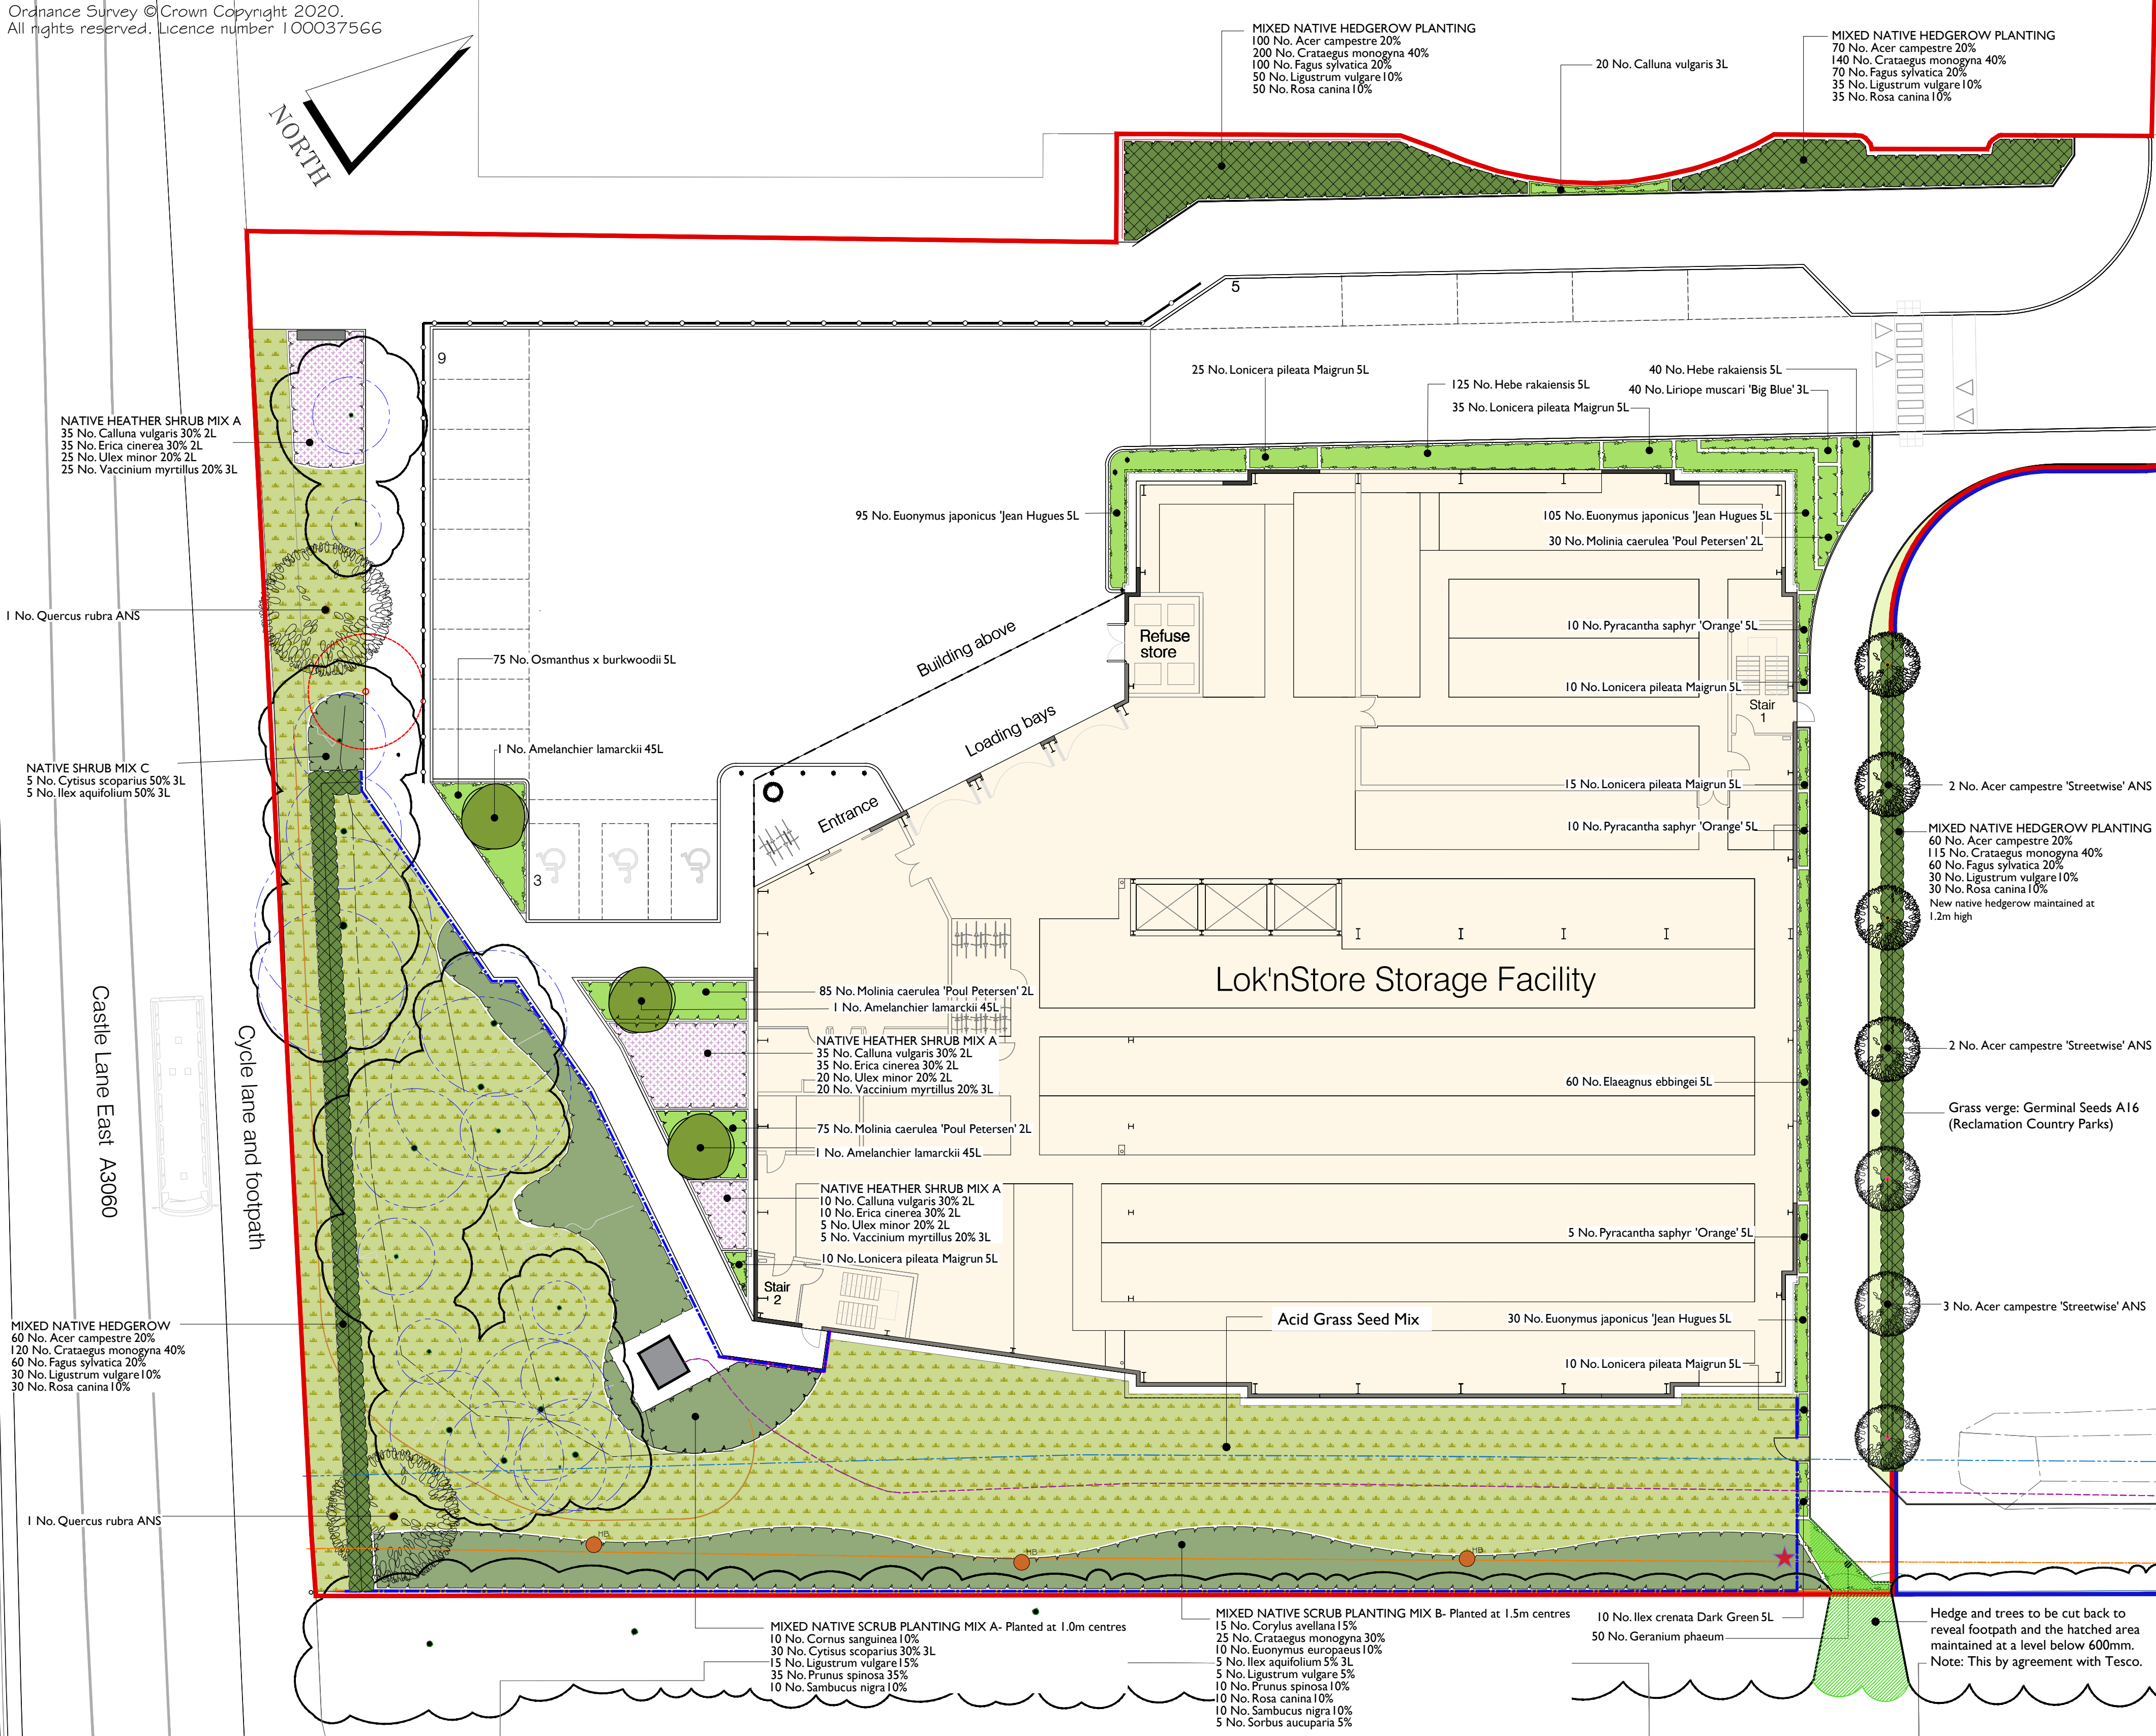 Ordnance Survey © Crown Copyright 2020.
All rights reserved. Licence number 100037566
NORTH
MIXED NATIVE HEDGEROW PLANTING
100 No. Acer campestre 20%
200 No. Crataegus monogyna 40%
100 No. Fagus sylvatica 20%
50 No. Ligustrum vulgare 10%
50 No. Rosa canina 10%
20 No. Calluna vulgaris 3L
MIXED NATIVE HEDGEROW PLANTING
70 No. Acer campestre 20%
140 No. Crataegus monogyna 40%
70 No. Fagus sylvatica 20%
35 No. Ligustrum vulgare 10%
35 No. Rosa canina 10%
5
9
25 No. Lonicera pileata Maigrun 5L
125 No. Hebe rakaiensis 5L
35 No. Lonicera pileata Maigrun 5L
40 No. Hebe rakaiensis 5L
40 No. Liriope muscari 'Big Blue' 3L
NATIVE HEATHER SHRUB MIX A
35 No. Calluna vulgaris 30% 2L
35 No. Erica cinerea 30% 2L
25 No. Ulex minor 20% 2L
25 No. Vaccinium myrtillus 20% 3L
95 No. Euonymus japonicus 'Jean Hugues 5L
105 No. Euonymus japonicus 'Jean Hugues 5L
30 No. Molinia caerulea 'Poul Petersen' 2L
1 No. Quercus rubra ANS
10 No. Pyracantha saphyr 'Orange' 5L
Refuse
store
Building above
75 No. Osmanthus x burkwoodii 5L
10 No. Lonicera pileata Maigrun 5L
Stair
1
Loading bays
1 No. Amelanchier lamarckii 45L
NATIVE SHRUB MIX C
5 No. Cytisus scoparius 50% 3L
5 No. Ilex aquifolium 50% 3L
15 No. Lonicera pileata Maigrun 5L
2 No. Acer campestre 'Streetwise' ANS
Entrance
10 No. Pyracantha saphyr 'Orange' 5L
MIXED NATIVE HEDGEROW PLANTING
60 No. Acer campestre 20%
115 No. Crataegus monogyna 40%
60 No. Fagus sylvatica 20%
30 No. Ligustrum vulgare 10%
30 No. Rosa canina 10%
New native hedgerow maintained at
1.2m high
3
Lok'nStore Storage Facility
85 No. Molinia caerulea 'Poul Petersen' 2L
1 No. Amelanchier lamarckii 45L
NATIVE HEATHER SHRUB MIX A
35 No. Calluna vulgaris 30% 2L
35 No. Erica cinerea 30% 2L
20 No. Ulex minor 20% 2L
20 No. Vaccinium myrtillus 20% 3L
2 No. Acer campestre 'Streetwise' ANS
60 No. Elaeagnus ebbingei 5L
Castle Lane East A3060
Cycle lane and footpath
Grass verge: Germinal Seeds A16
(Reclamation Country Parks)
75 No. Molinia caerulea 'Poul Petersen' 2L
1 No. Amelanchier lamarckii 45L
NATIVE HEATHER SHRUB MIX A
10 No. Calluna vulgaris 30% 2L
10 No. Erica cinerea 30% 2L
5 No. Ulex minor 20% 2L
5 No. Vaccinium myrtillus 20% 3L
10 No. Lonicera pileata Maigrun 5L
5 No. Pyracantha saphyr 'Orange' 5L
Stair
2
3 No. Acer campestre 'Streetwise' ANS
Acid Grass Seed Mix
30 No. Euonymus japonicus 'Jean Hugues 5L
MIXED NATIVE HEDGEROW
60 No. Acer campestre 20%
120 No. Crataegus monogyna 40%
60 No. Fagus sylvatica 20%
30 No. Ligustrum vulgare 10%
30 No. Rosa canina 10%
10 No. Lonicera pileata Maigrun 5L
1 No. Quercus rubra ANS
HB
HB
HB
MIXED NATIVE SCRUB PLANTING MIX A- Planted at 1.0m centres
10 No. Cornus sanguinea 10%
30 No. Cytisus scoparius 30% 3L
15 No. Ligustrum vulgare 15%
35 No. Prunus spinosa 35%
10 No. Sambucus nigra 10%
MIXED NATIVE SCRUB PLANTING MIX B- Planted at 1.5m centres
15 No. Corylus avellana 15%
25 No. Crataegus monogyna 30%
10 No. Euonymus europaeus 10%
5 No. Ilex aquifolium 5% 3L
5 No. Ligustrum vulgare 5%
10 No. Prunus spinosa 10%
10 No. Rosa canina 10%
10 No. Sambucus nigra 10%
5 No. Sorbus aucuparia 5%
10 No. Ilex crenata Dark Green 5L
50 No. Geranium phaeum
Hedge and trees to be cut back to
reveal footpath and the hatched area
maintained at a level below 600mm.
Note: This by agreement with Tesco.